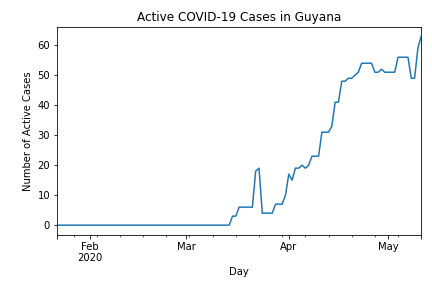 Active COVID-19 Cases in Guyana
60
50
40
30
20
10
0
Number of Active Cases
Feb
2020
Mar
Apr
May
Day